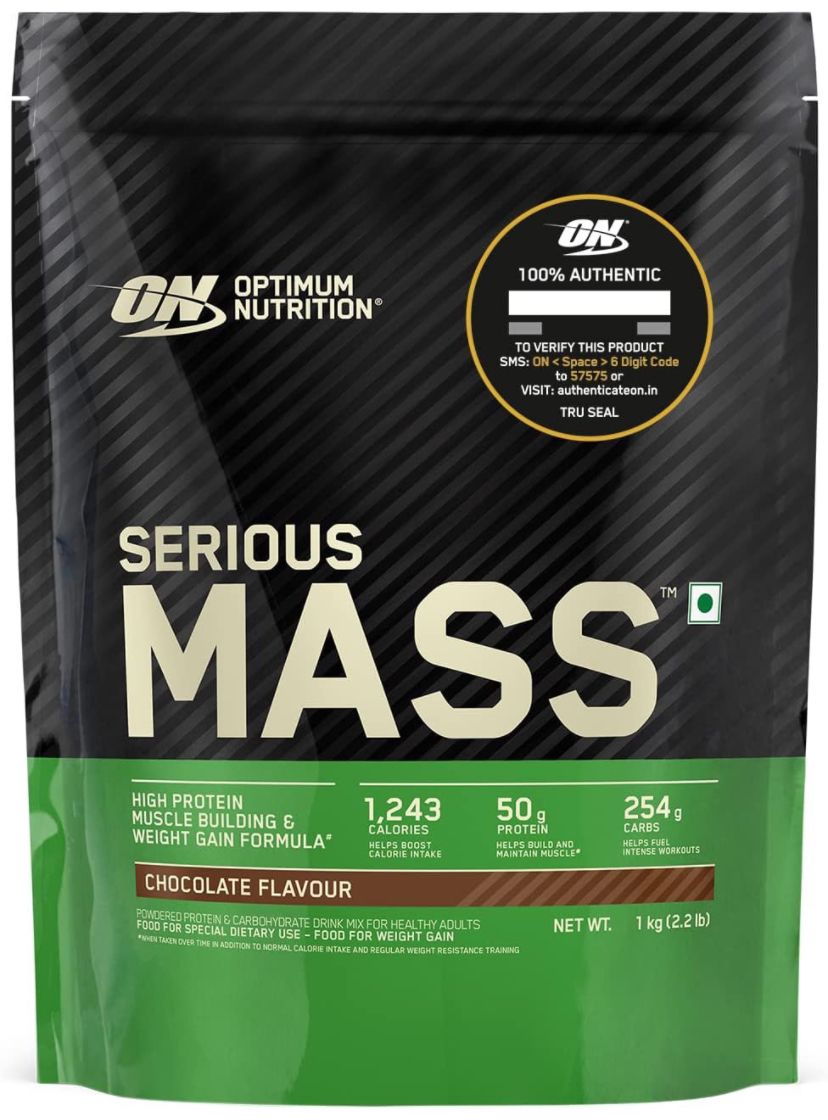 ON
OPTIMUM
NUTRITION®
ON
100% AUTHENTIC
TO VERIFY THIS PRODUCT
SMS: ON < Space > 6 Digit Code
to 57575 or
VISIT: authenticateon.in
TRU SEAL
SERIOUS
MASS™
HIGH PROTEIN
MUSCLE BUILDING &
WEIGHT GAIN FORMULA#
1,243
CALORIES
HELPS BOOST
CALORIE INTAKE
50 g
PROTEIN
HELPS BUILD AND
MAINTAIN MUSCLE#
254 g
CARBS
HELPS FUEL
INTENSE WORKOUTS
CHOCOLATE FLAVOUR
POWDERED PROTEIN & CARBOHYDRATE DRINK MIX FOR HEALTHY ADULTS
FOOD FOR SPECIAL DIETARY USE – FOOD FOR WEIGHT GAIN
#WHEN TAKEN OVER TIME IN ADDITION TO NORMAL CALORIE INTAKE AND REGULAR WEIGHT RESISTANCE TRAINING
NET WT. 1 kg (2.2 lb)